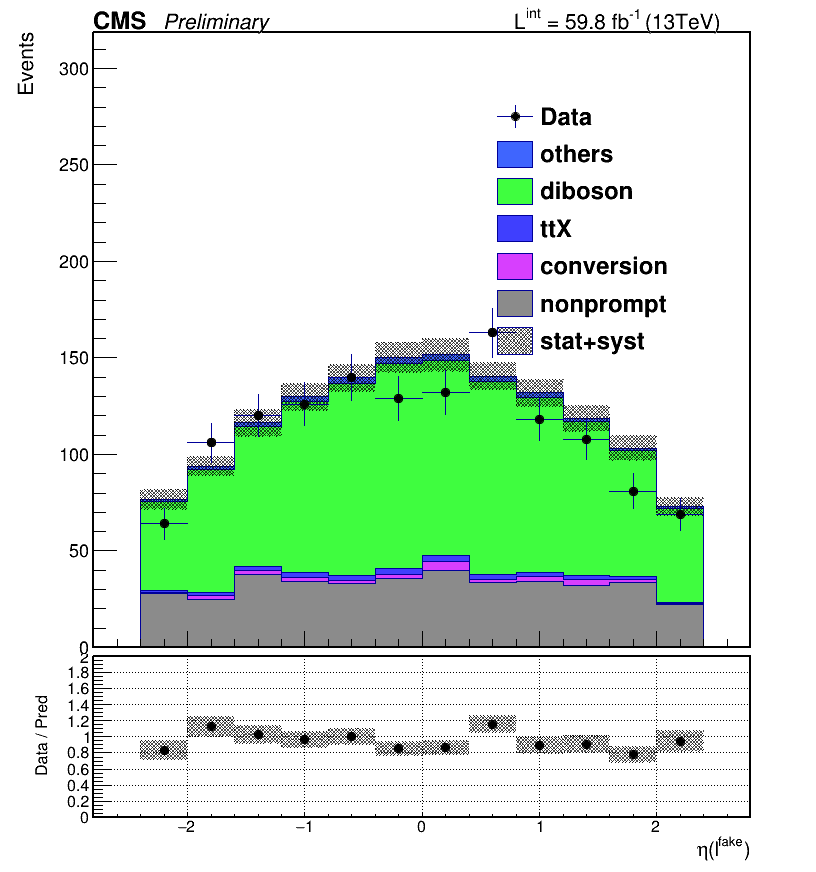 CMS Preliminary L^int = 59.8 fb^-1 (13TeV)
Events
300
250
200
150
100
50
0
Data
others
diboson
ttX
conversion
nonprompt
stat+syst
Data / Pred
2
1.8
1.6
1.4
1.2
1
0.8
0.6
0.4
0.2
0
−2 −1 0 1 2
η(l^fake)